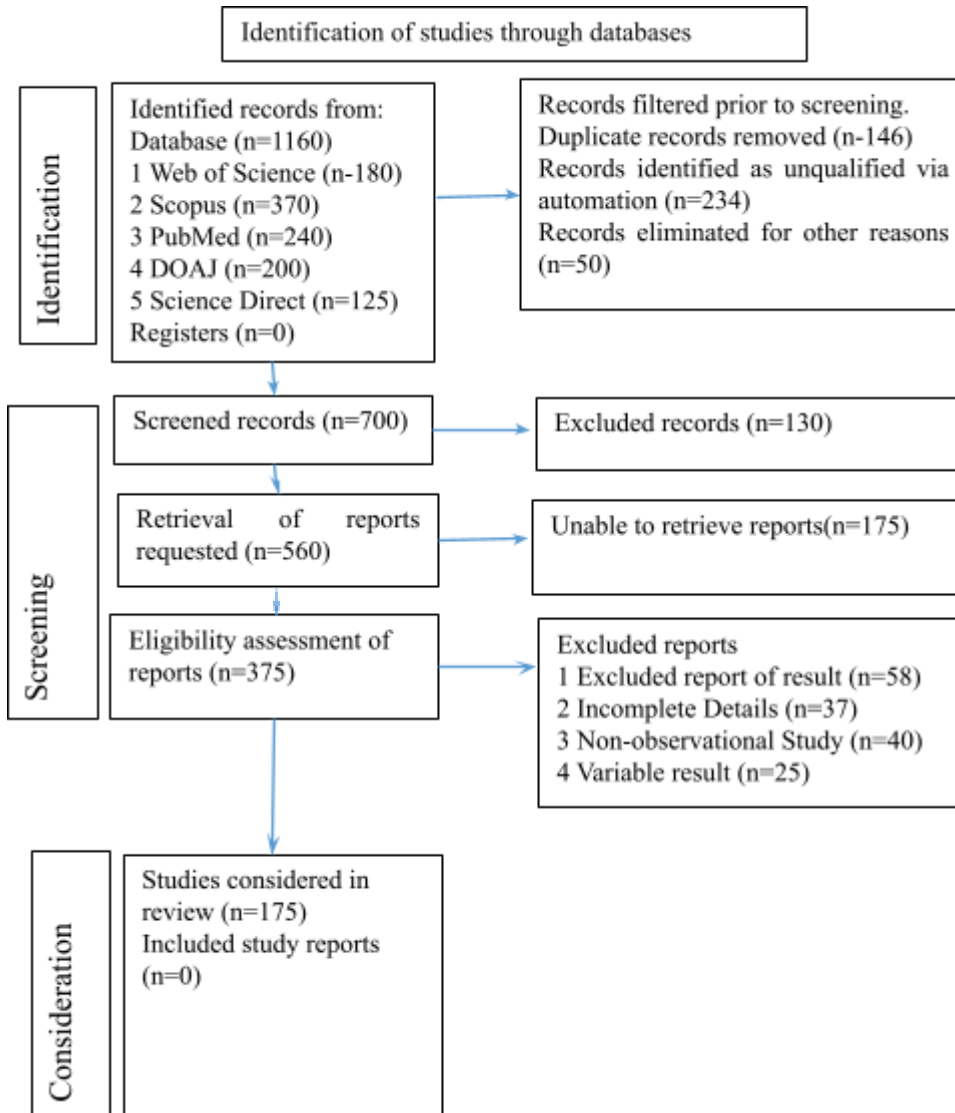 Identification of studies through databases
Identification
Identified records from:
Database (n=1160)
1 Web of Science (n-180)
2 Scopus (n=370)
3 PubMed (n=240)
4 DOAJ (n=200)
5 Science Direct (n=125)
Registers (n=0)
Records filtered prior to screening.
Duplicate records removed (n-146)
Records identified as unqualified via
automation (n=234)
Records eliminated for other reasons
(n=50)
Screening
Screened records (n=700)
Excluded records (n=130)
Retrieval of reports
requested (n=560)
Unable to retrieve reports(n=175)
Eligibility assessment of
reports (n=375)
Excluded reports
1 Excluded report of result (n=58)
2 Incomplete Details (n=37)
3 Non-observational Study (n=40)
4 Variable result (n=25)
Consideration
Studies considered in
review (n=175)
Included study reports
(n=0)